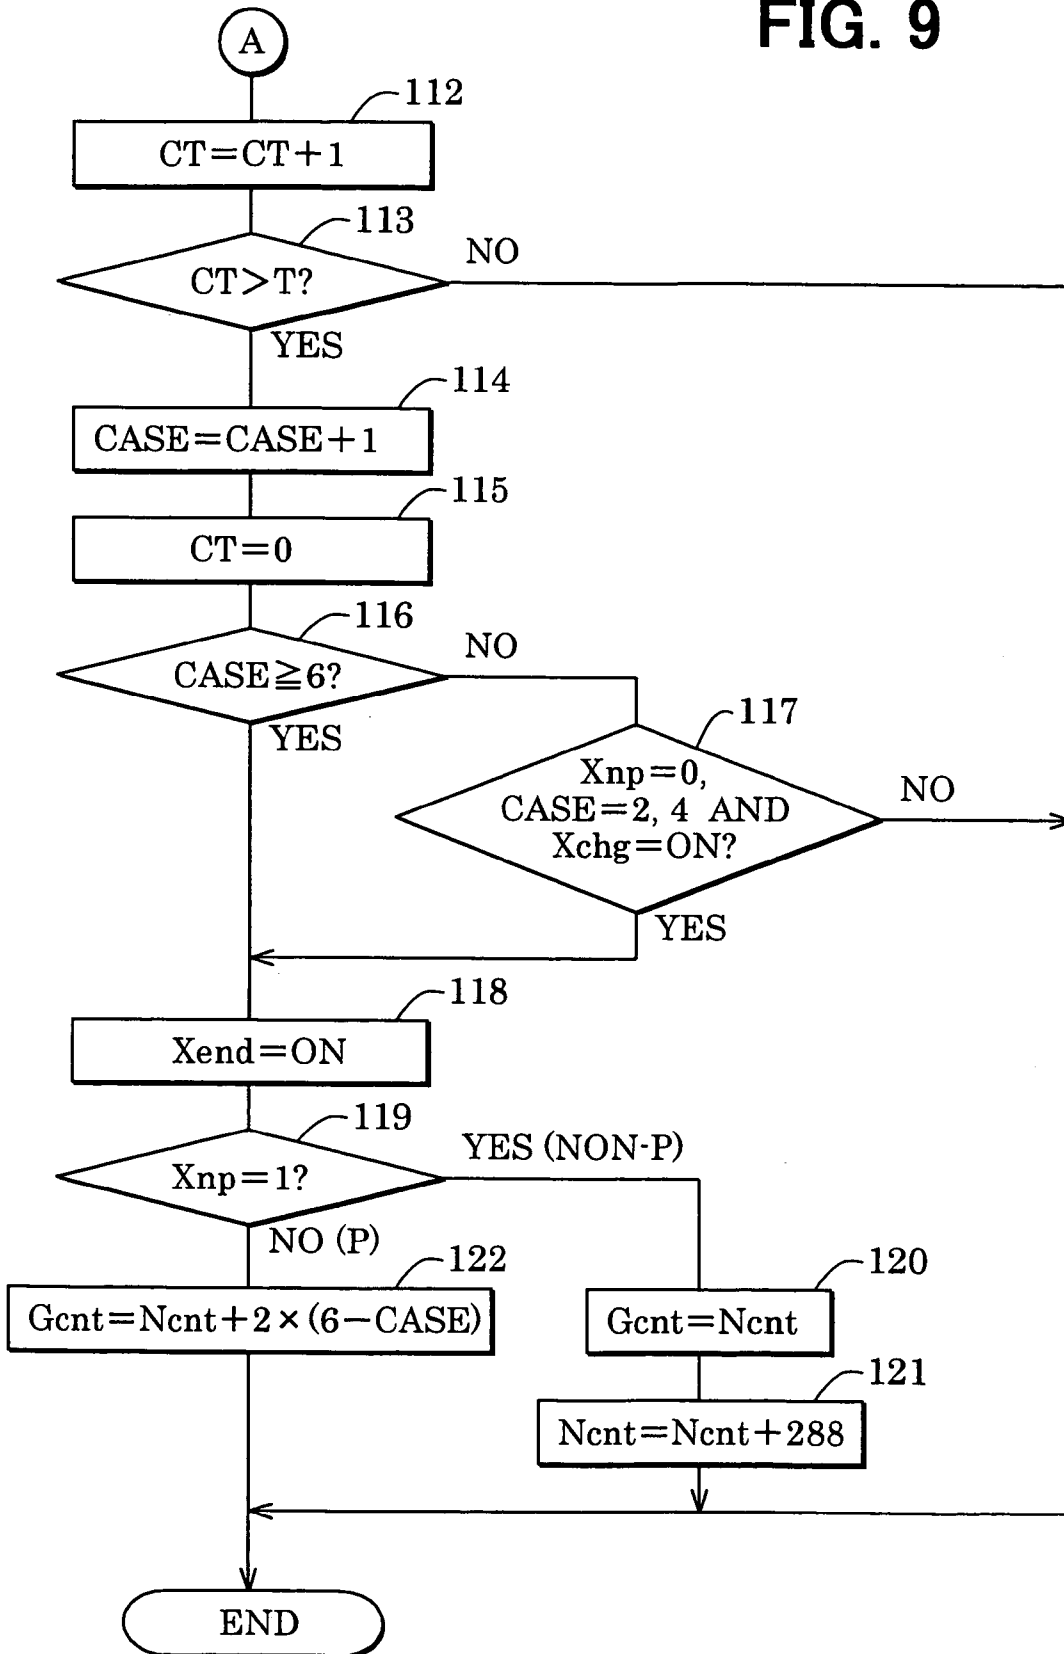 FIG. 9
A
112
CT=CT+1
113
CT>T?
NO
YES
114
CASE=CASE+1
115
CT=0
116
CASE≧6?
NO
YES
117
Xnp=0,
CASE=2, 4 AND
Xchg=ON?
NO
YES
118
Xend=ON
119
Xnp=1?
YES (NON-P)
NO (P)
122
Gcnt=Ncnt+2×(6−CASE)
120
Gcnt=Ncnt
121
Ncnt=Ncnt+288
END